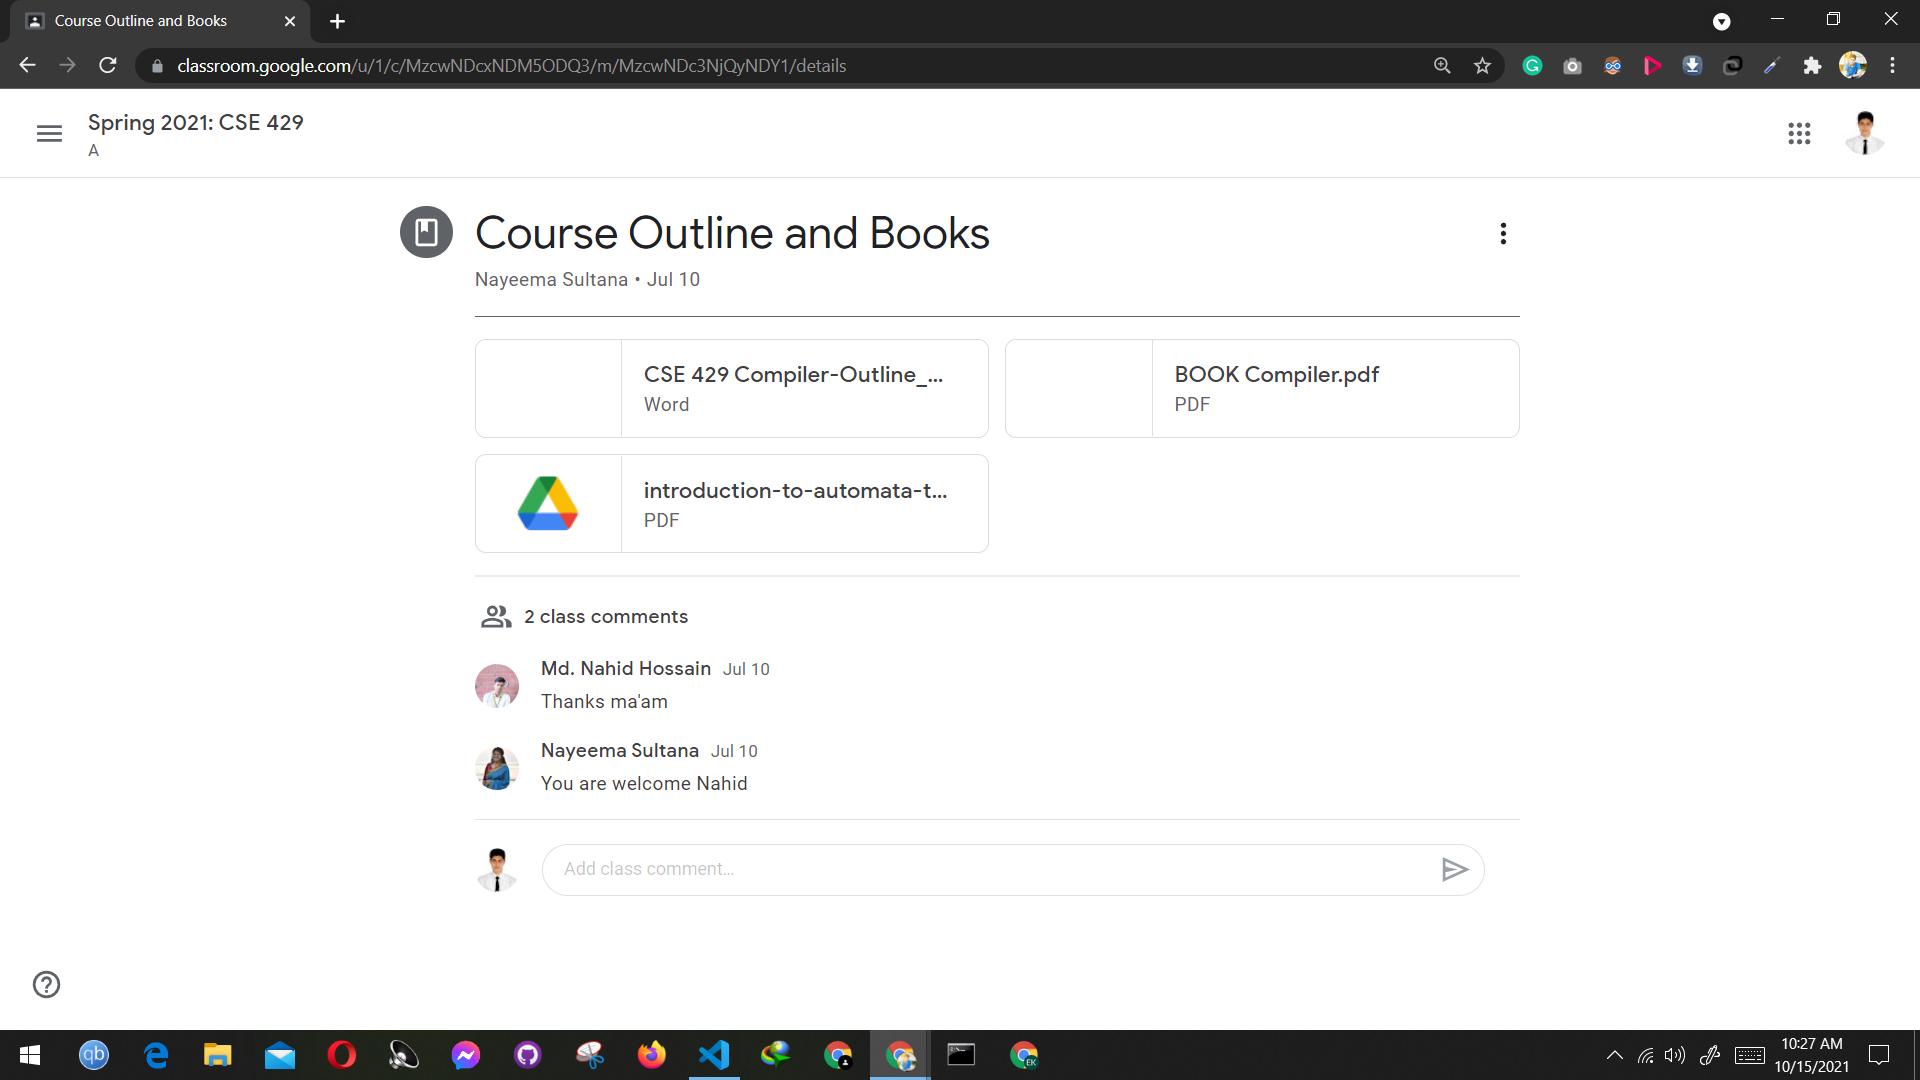 Course Outline and Books
classroom.google.com/u/1/c/MzcwNDcxNDM5ODQ3/m/MzcwNDc3NjQyNDY1/details
Spring 2021: CSE 429
A
Course Outline and Books
Nayeema Sultana • Jul 10
CSE 429 Compiler-Outline_...
Word
BOOK Compiler.pdf
PDF
introduction-to-automata-t...
PDF
2 class comments
Md. Nahid Hossain Jul 10
Thanks ma'am
Nayeema Sultana Jul 10
You are welcome Nahid
Add class comment...
qb
EK
10:27 AM
10/15/2021